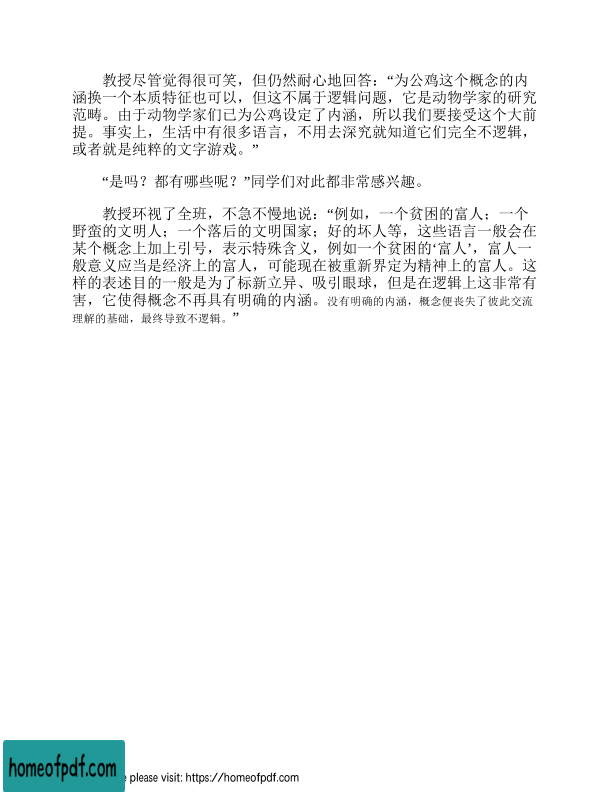 教授尽管觉得很可笑，但仍然耐心地回答：“为公鸡这个概念的内
涵换一个本质特征也可以，但这不属于逻辑问题，它是动物学家的研究
范畴。由于动物学家们已为公鸡设定了内涵，所以我们要接受这个大前
提。事实上，生活中有很多语言，不用去深究就知道它们完全不逻辑，
或者就是纯粹的文字游戏。”
“是吗？都有哪些呢？”同学们对此都非常感兴趣。
教授环视了全班，不急不慢地说：“例如，一个贫困的富人；一个
野蛮的文明人；一个落后的文明国家；好的坏人等，这些语言一般会在
某个概念上加上引号，表示特殊含义，例如一个贫困的‘富人’，富人一
般意义应当是经济上的富人，可能现在被重新界定为精神上的富人。这
样的表述目的一般是为了标新立异、吸引眼球，但是在逻辑上这非常有
害，它使得概念不再具有明确的内涵。没有明确的内涵，概念便丧失了彼此交流
理解的基础，最终导致不逻辑。”
homeofpdf.com
e please visit: https://homeofpdf.com